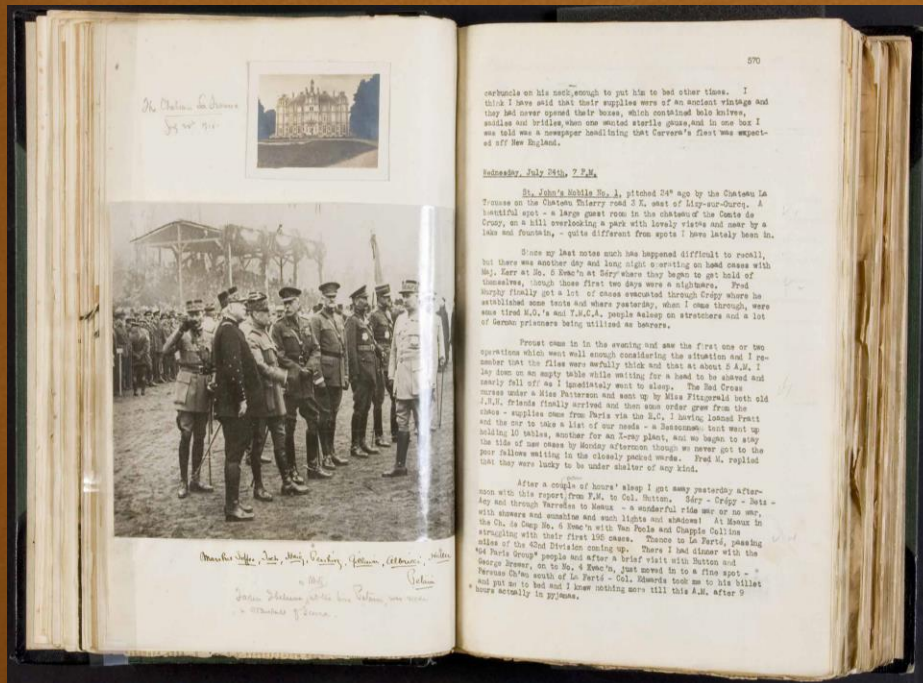 The Chateau La Trousse
July 24th 1918
Marshals Joffre, Foch, Haig, Pershing, Gillain, Albricci, Haller
Petain
570
carbuncle on his neck, enough to put him to bed other times. I
think I have said that their supplies were of an ancient vintage and
they had never opened their boxes, which contained bolo knives,
saddles and bridles, when one wanted sterile gauze, and in one box I
was told was a newspaper headlining that Cervera's fleet was expect-
ed off New England.
Wednesday, July 24th, 7 P.M.
St. John's Mobile No. 1, pitched 24° ago by the Chateau La
Trousse on the Chateau Thierry road 3 K. east of Lizy-sur-Ourcq. A
beautiful spot - a large guest room in the chateau of the Comte de
Crouy, on a hill overlooking a park with lovely vistas and near by a
lake and fountain, - quite different from spots I have lately been in.
Since my last notes much has happened difficult to recall,
but there was another day and long night operating on head cases with
Maj. Kerr at No. 5 Evac'n at Séry where they began to get hold of
themselves, though those first two days were a nightmare. Fred
Murphy finally got a lot of cases evacuated through Crépy where he
established some tents and where yesterday, when I came through, were
some tired M.O.'s and Y.M.C.A. people asleep on stretchers and a lot
of German prisoners being utilized as bearers.
Proust came in in the evening and saw the first one or two
operations which went well enough considering the situation and I re-
member that the flies were awfully thick and that at about 5 A.M. I
lay down on an empty table while waiting for a head to be shaved and
nearly fell off as I immediately went to sleep. The Red Cross
nurses under a Miss Patterson and sent up by Miss Fitzgerald both old
J.H.H. friends finally arrived and then some order grew from the
chaos - supplies came from Paris via the R.C. I having loaned Pratt
and the car to take a list of our needs - a Bessonneau tent went up
holding 10 tables, another for an X-ray plant, and we began to stay
the tide of new cases by Monday afternoon though we never got to the
poor fellows waiting in the closely packed wards. Fred M. replied
that they were lucky to be under shelter of any kind.
After a couple of hours' sleep I got away yesterday after-
noon with this report from F.M. to Col. Hutton. Séry - Crépy - Betz -
Acy and through Varredes to Meaux - a wonderful ride war or no war,
with showers and sunshine and such lights and shadows! At Meaux in
the Ch. de Camp No. 6 Evac'n with Van Poole and Chappie Collins
struggling with their first 195 cases. Thence to La Ferté, passing
miles of the 42nd Division coming up. There I had dinner with the
"64 Paris Group" people and after a brief visit with Hutton and
George Brewer, on to No. 4 Evac'n, just moved in to a fine spot -
Perouse Ch'au south of La Ferté - Col. Edwards took me to his billet
and put me to bed and I knew nothing more till this A.M. after 9
hours actually in pyjamas.